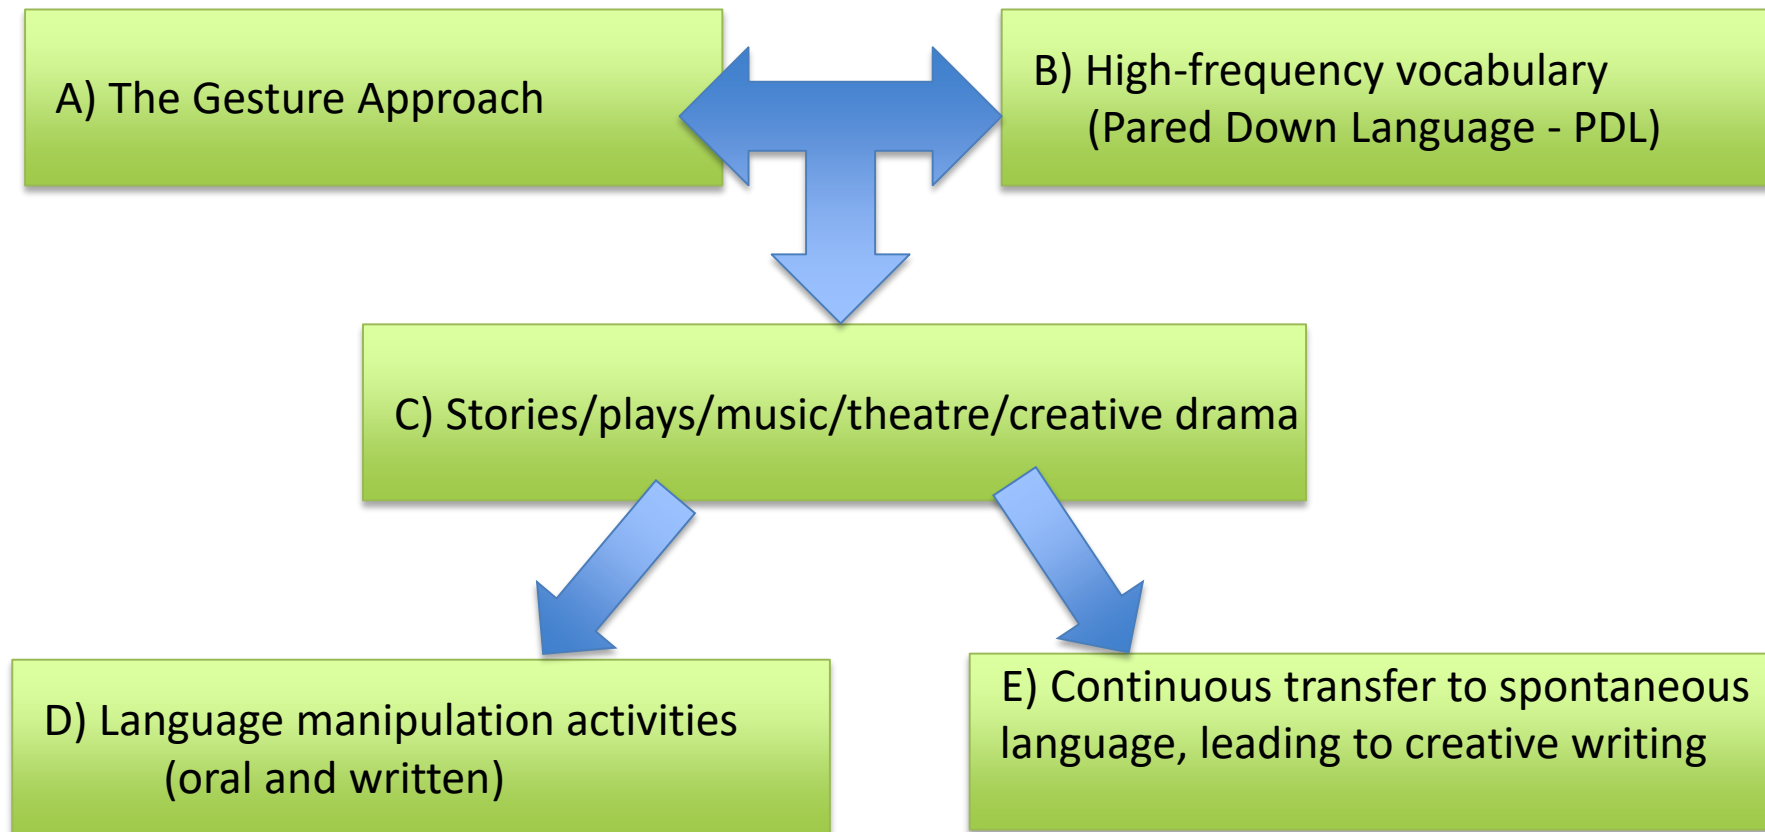 A) The Gesture Approach
B) High-frequency vocabulary
(Pared Down Language - PDL)
C) Stories/plays/music/theatre/creative drama
D) Language manipulation activities
(oral and written)
E) Continuous transfer to spontaneous
language, leading to creative writing